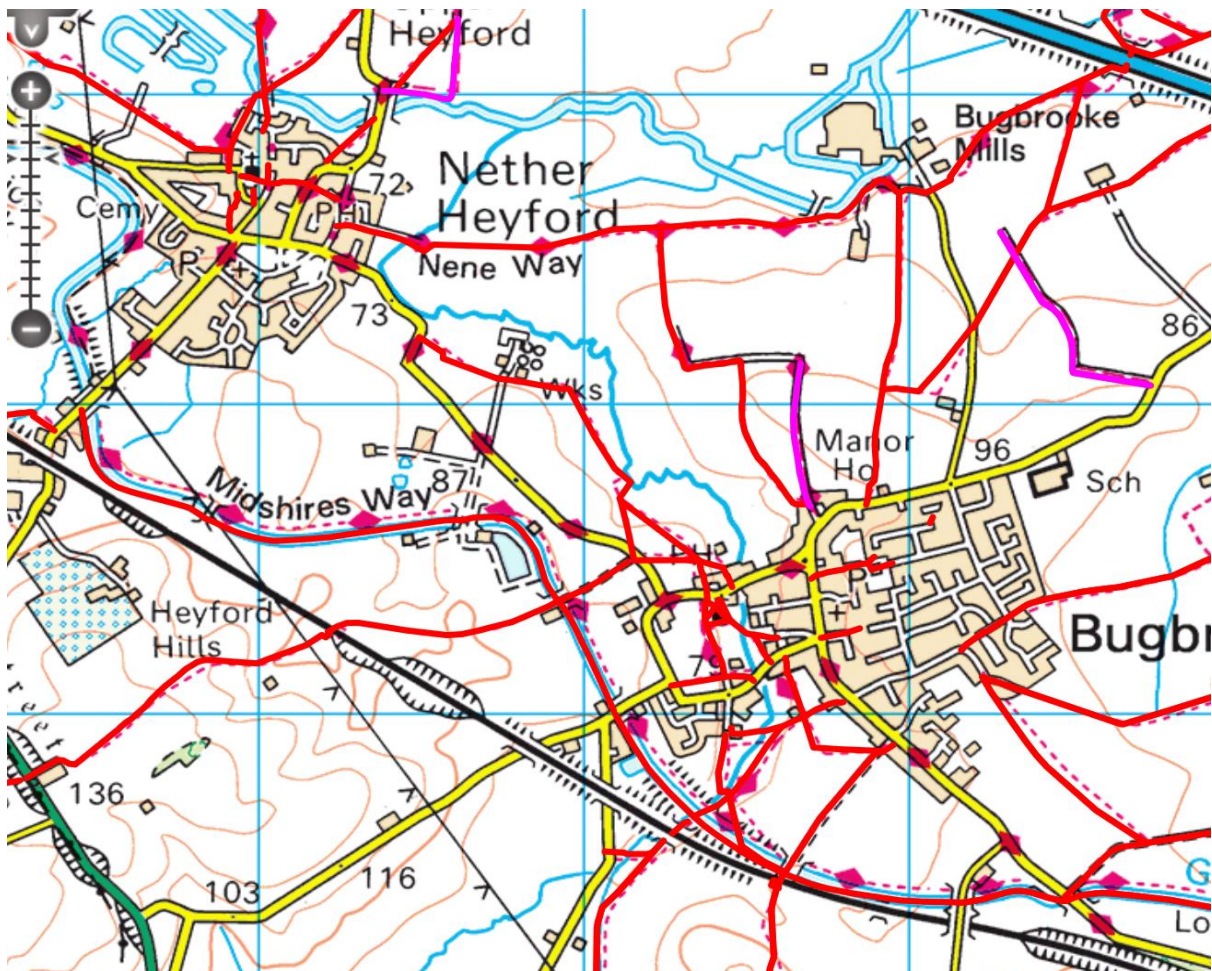 Heyford
Bugbrooke
Mills
Nether
Heyford
72
Cemy
PH
Nene Way
P
73
86
Wks
Manor
Ho
96
Sch
87
Midshires Way
PH
P
Heyford
Hills
79
Bugbr
136
116
103
G
Lo